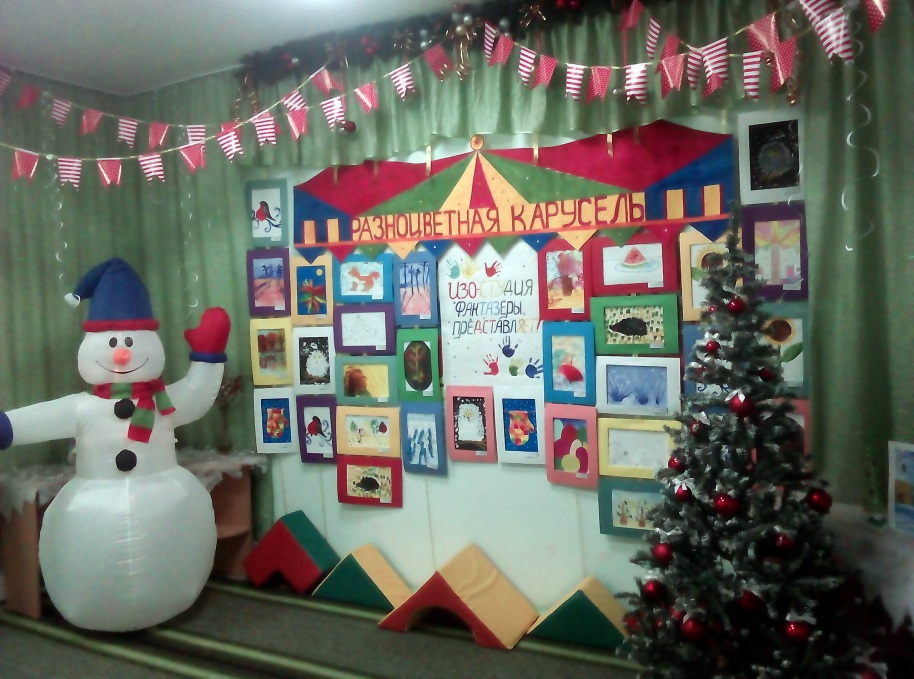 РАЗНОЦВЕТНАЯ КАРУСЕЛЬ
ИЗО-СТУДИЯ
ФАНТАЗЕРЫ
ПРЕДСТАВЛЯЕТ!